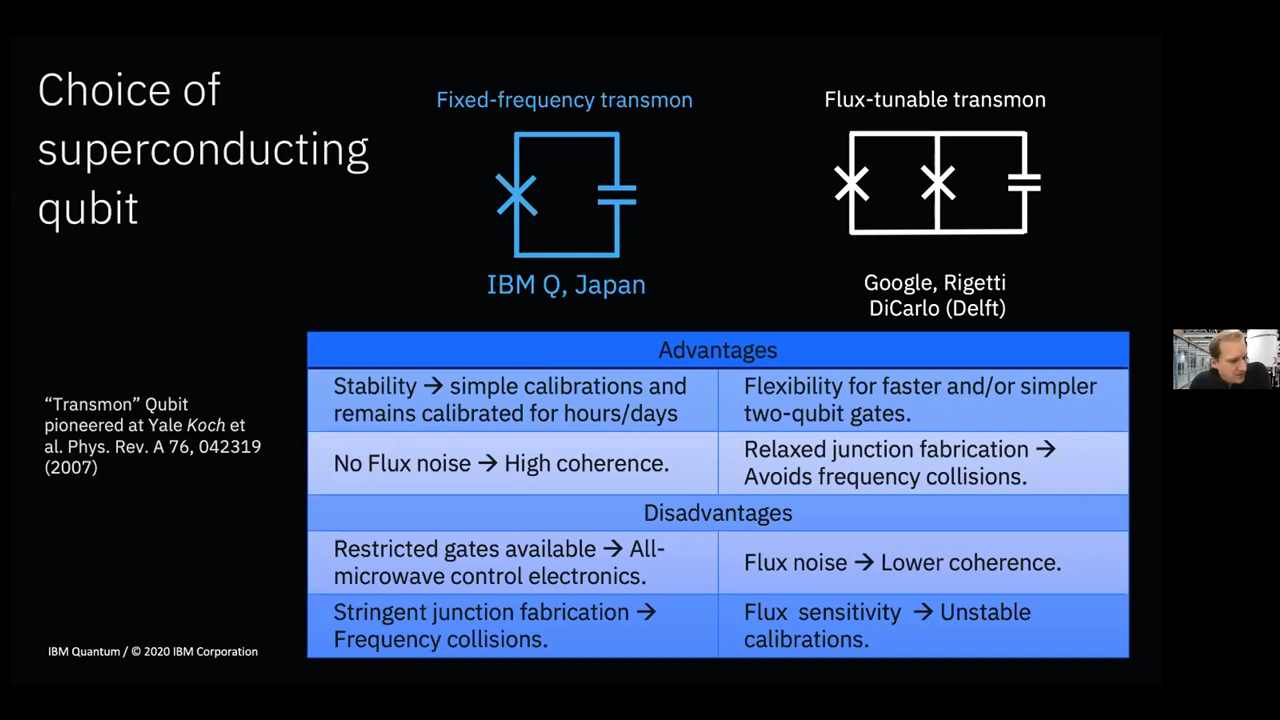 Choice of
superconducting
qubit
Fixed-frequency transmon
IBM Q, Japan
Flux-tunable transmon
Google, Rigetti
DiCarlo (Delft)
“Transmon” Qubit
pioneered at Yale Koch et
al. Phys. Rev. A 76, 042319
(2007)
Advantages
Stability → simple calibrations and
remains calibrated for hours/days
Flexibility for faster and/or simpler
two-qubit gates.
No Flux noise → High coherence.
Relaxed junction fabrication →
Avoids frequency collisions.
Disadvantages
Restricted gates available → All-
microwave control electronics.
Flux noise → Lower coherence.
Stringent junction fabrication →
Frequency collisions.
Flux sensitivity → Unstable
calibrations.
IBM Quantum / © 2020 IBM Corporation